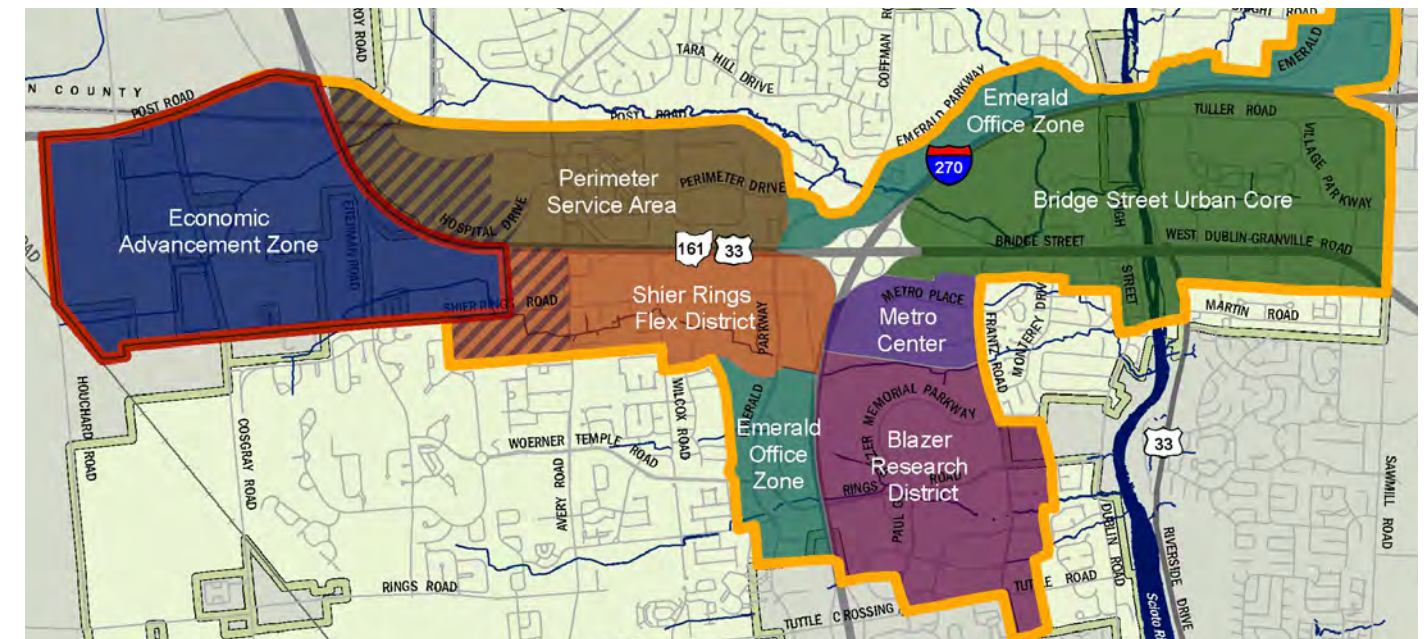 ROY ROAD
TARA HILL DRIVE
COFFMAN RO
ROAD
EMERALD
N COUNTY
POST ROAD
POST ROAD
EMERALD PARKWAY
Emerald
Office Zone
TULLER ROAD
270
VILLAGE PARKWAY
Perimeter
Service Area
PERIMETER DRIVE
Bridge Street Urban Core
Economic
Advancement Zone
EITERMAN ROAD
HOSPITAL DRIVE
161
33
BRIDGE STREET
WEST DUBLIN-GRANVILLE ROAD
STREET
SHIER RINGS ROAD
Shier Rings
Flex District
PARKWAY
METRO PLACE
Metro
Center
FRANTZ ROAD
MONTEREY DRIVE
MARTIN ROAD
HOUCHARD ROAD
COSGRAY ROAD
WILCOX ROAD
EMERALD
Emerald
Office
Zone
MEMORIAL PARKWAY
Blazer
Research
District
WOERNER TEMPLE ROAD
AVERY ROAD
RINGS ROAD
PAUL
33
SAWMILL ROAD
DUBLIN ROAD
RIVERSIDE DRIVE
RINGS ROAD
TUTTLE ROAD
TUTTLE CROSSING
Scioto R